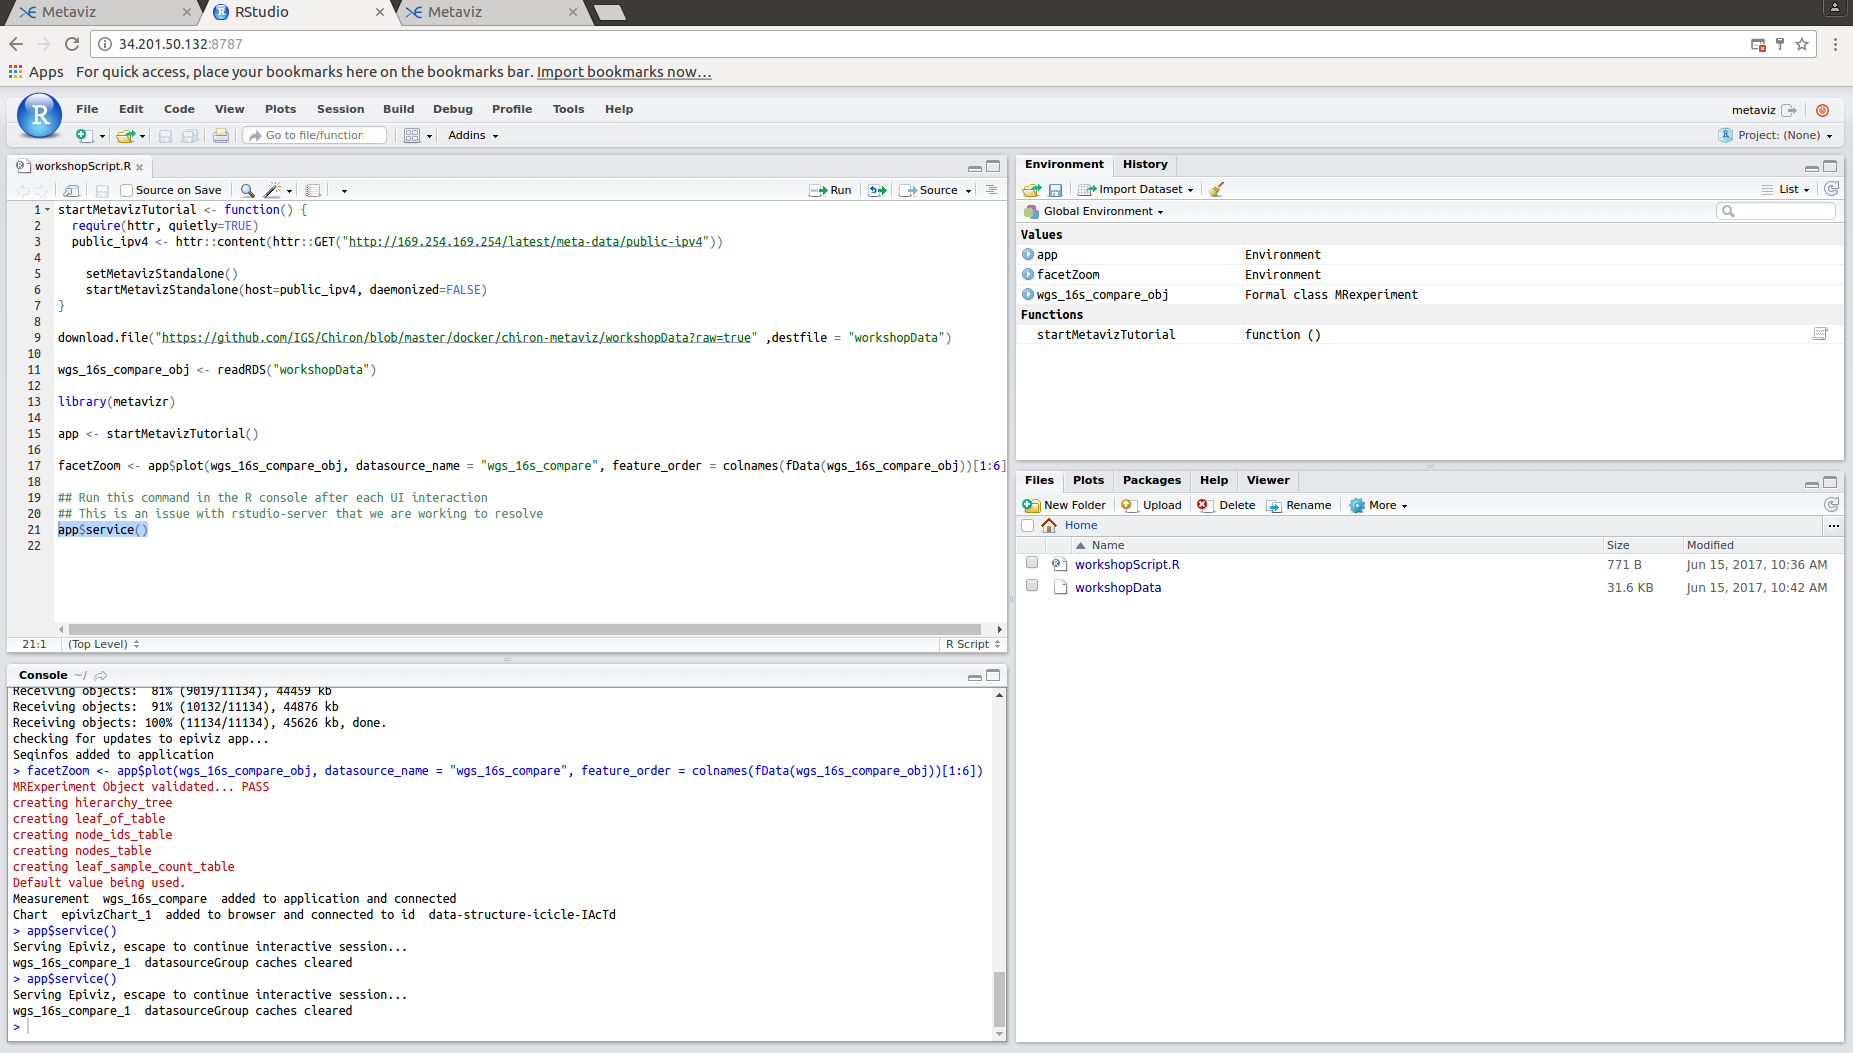 Metaviz
RStudio
Metaviz
34.201.50.132:8787
Apps For quick access, place your bookmarks here on the bookmarks bar. Import bookmarks now...
R
File Edit Code View Plots Session Build Debug Profile Tools Help
metaviz
Go to file/function
Addins
Project: (None)
workshopScript.R
Source on Save
Run
Source
1 startMetavizTutorial <- function() {
2 require(httr, quietly=TRUE)
3 public_ipv4 <- httr::content(httr::GET("http://169.254.169.254/latest/meta-data/public-ipv4"))
4
5 setMetavizStandalone()
6 startMetavizStandalone(host=public_ipv4, daemonized=FALSE)
7 }
8
9 download.file("https://github.com/IGS/Chiron/blob/master/docker/chiron-metaviz/workshopData?raw=true" ,destfile = "workshopData")
10
11 wgs_16s_compare_obj <- readRDS("workshopData")
12
13 library(metavizr)
14
15 app <- startMetavizTutorial()
16
17 facetZoom <- app$plot(wgs_16s_compare_obj, datasource_name = "wgs_16s_compare", feature_order = colnames(fData(wgs_16s_compare_obj))[1:6]
18
19 ## Run this command in the R console after each UI interaction
20 ## This is an issue with rstudio-server that we are working to resolve
21 app$service()
22
21:1 (Top Level) R Script
Console ~/
Receiving objects: 81% (9019/11134), 44459 kb
Receiving objects: 91% (10132/11134), 44876 kb
Receiving objects: 100% (11134/11134), 45626 kb, done.
checking for updates to epiviz app...
Seqinfos added to application
> facetZoom <- app$plot(wgs_16s_compare_obj, datasource_name = "wgs_16s_compare", feature_order = colnames(fData(wgs_16s_compare_obj))[1:6])
MRExperiment Object validated... PASS
creating hierarchy_tree
creating leaf_of_table
creating node_ids_table
creating nodes_table
creating leaf_sample_count_table
Default value being used.
Measurement wgs_16s_compare added to application and connected
Chart epivizChart_1 added to browser and connected to id data-structure-icicle-IAcTd
> app$service()
Serving Epiviz, escape to continue interactive session...
wgs_16s_compare_1 datasourceGroup caches cleared
> app$service()
Serving Epiviz, escape to continue interactive session...
wgs_16s_compare_1 datasourceGroup caches cleared
>
Environment History
Import Dataset
List
Global Environment
Values
app Environment
facetZoom Environment
wgs_16s_compare_obj Formal class MRexperiment
Functions
startMetavizTutorial function ()
Files Plots Packages Help Viewer
New Folder Upload Delete Rename More
Home
...
Name Size Modified
workshopScript.R 771 B Jun 15, 2017, 10:36 AM
workshopData 31.6 KB Jun 15, 2017, 10:42 AM